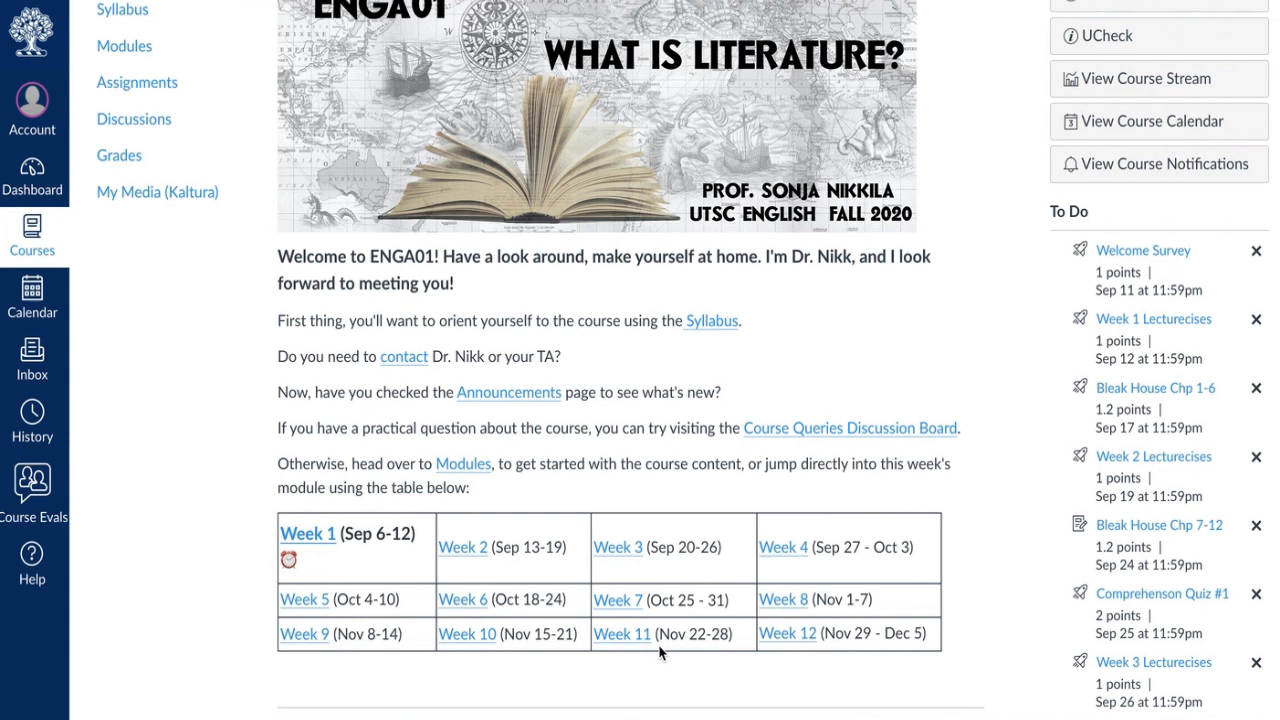 Account
Dashboard
Courses
Calendar
Inbox
History
Course Evals
Help
Syllabus
Modules
Assignments
Discussions
Grades
My Media (Kaltura)
ENGA01
WHAT IS LITERATURE?
PROF. SONJA NIKKILA
UTSC ENGLISH FALL 2020
Welcome to ENGA01! Have a look around, make yourself at home. I'm Dr. Nikk, and I look
forward to meeting you!
First thing, you'll want to orient yourself to the course using the Syllabus.
Do you need to contact Dr. Nikk or your TA?
Now, have you checked the Announcements page to see what's new?
If you have a practical question about the course, you can try visiting the Course Queries Discussion Board.
Otherwise, head over to Modules, to get started with the course content, or jump directly into this week's
module using the table below:
Week 1 (Sep 6-12)
Week 2 (Sep 13-19)
Week 3 (Sep 20-26)
Week 4 (Sep 27 - Oct 3)
Week 5 (Oct 4-10)
Week 6 (Oct 18-24)
Week 7 (Oct 25 - 31)
Week 8 (Nov 1-7)
Week 9 (Nov 8-14)
Week 10 (Nov 15-21)
Week 11 (Nov 22-28)
Week 12 (Nov 29 - Dec 5)
UCheck
View Course Stream
View Course Calendar
View Course Notifications
To Do
Welcome Survey
1 points |
Sep 11 at 11:59pm
Week 1 Lecturecises
1 points |
Sep 12 at 11:59pm
Bleak House Chp 1-6
1.2 points |
Sep 17 at 11:59pm
Week 2 Lecturecises
1 points |
Sep 19 at 11:59pm
Bleak House Chp 7-12
1.2 points |
Sep 24 at 11:59pm
Comprehenson Quiz #1
2 points |
Sep 25 at 11:59pm
Week 3 Lecturecises
1 points |
Sep 26 at 11:59pm